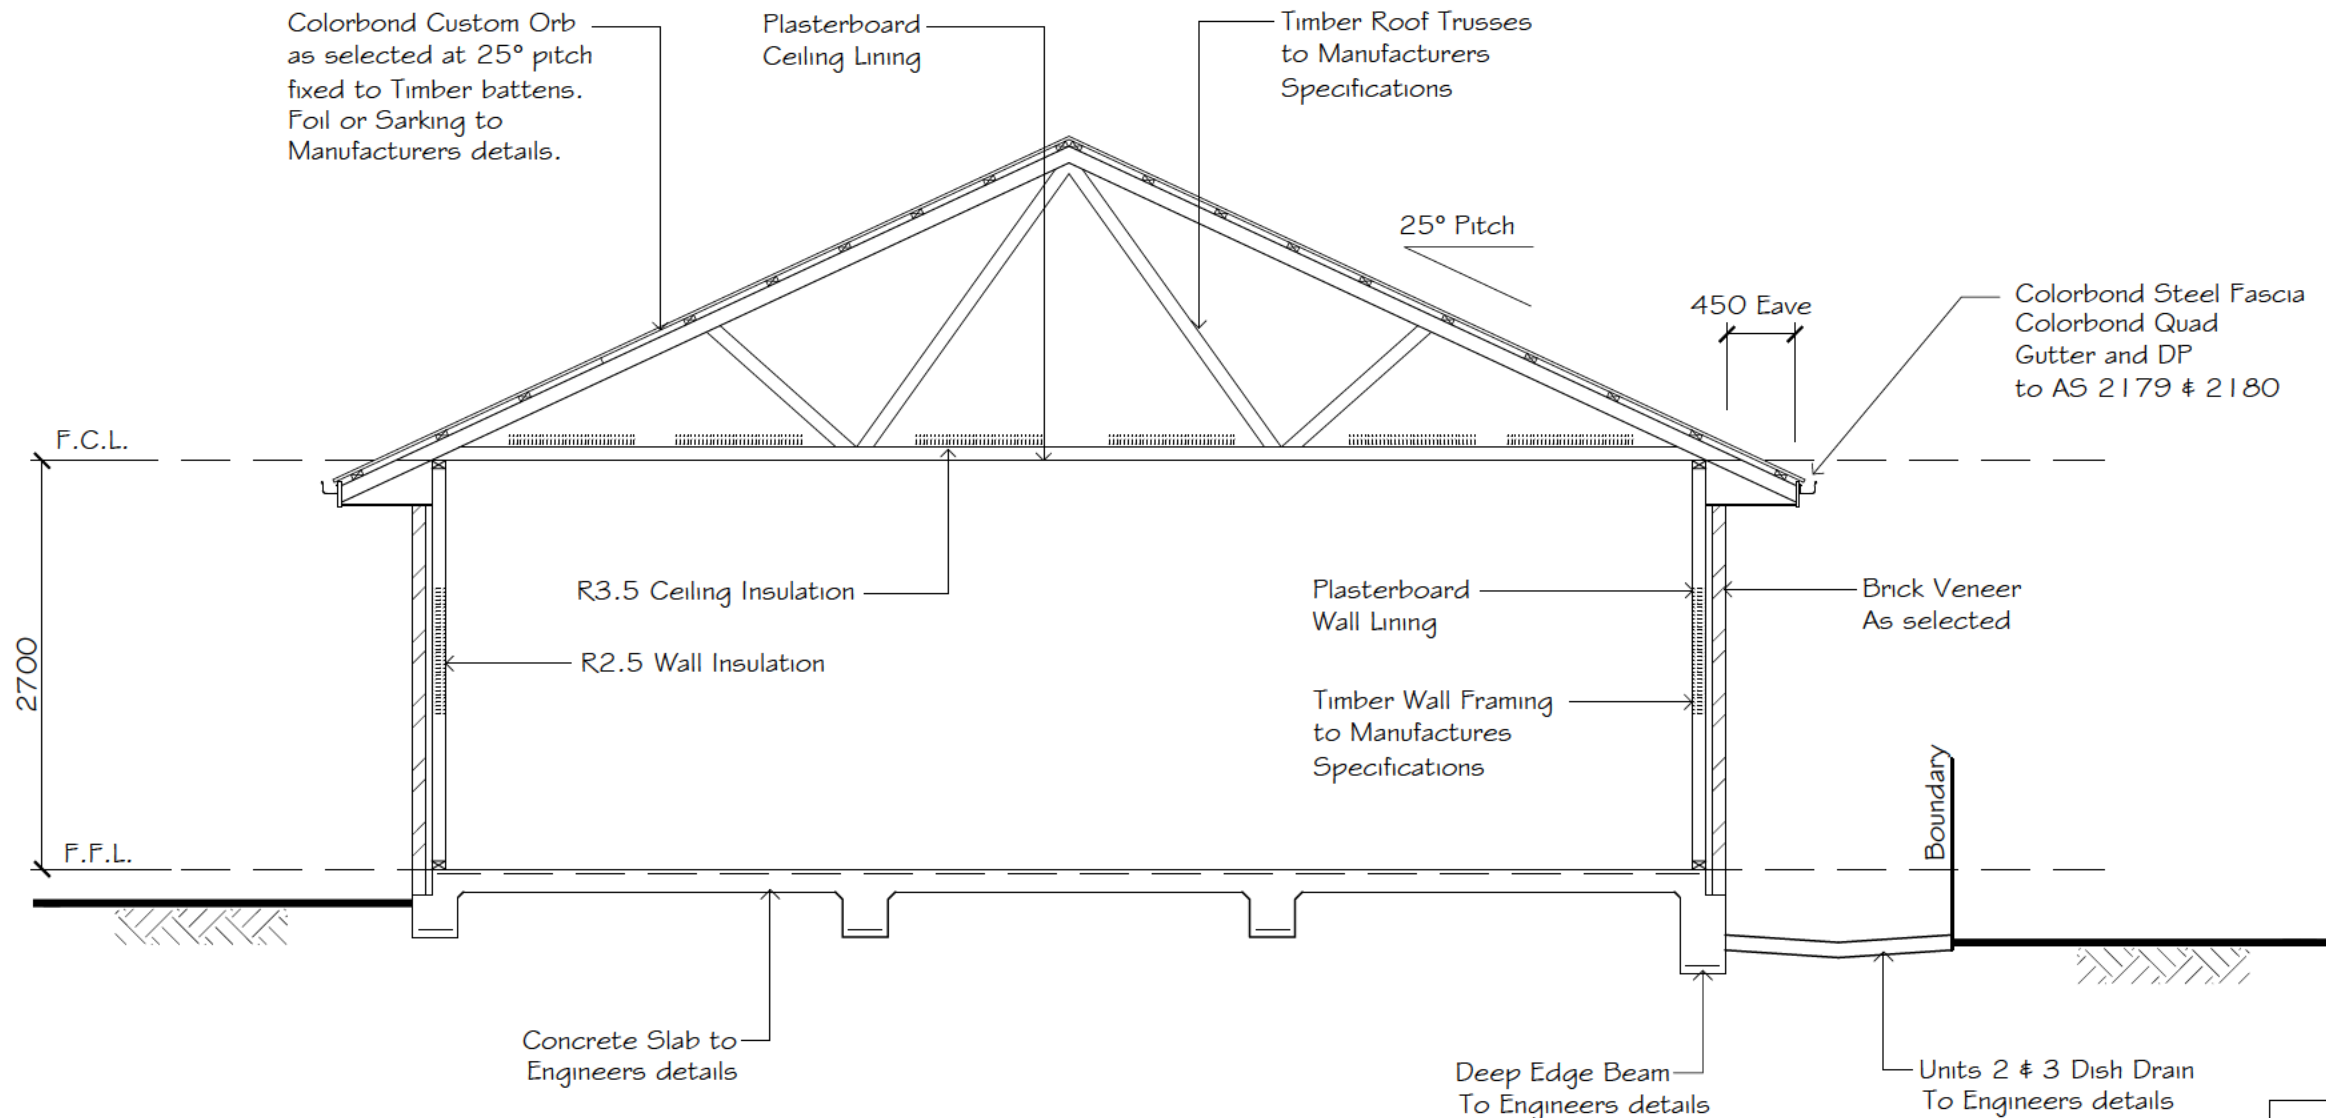 Colorbond Custom Orb
as selected at 25° pitch
fixed to Timber battens.
Foil or Sarking to
Manufacturers details.
Plasterboard
Ceiling Lining
Timber Roof Trusses
to Manufacturers
Specifications
25° Pitch
450 Eave
Colorbond Steel Fascia
Colorbond Quad
Gutter and DP
to AS 2179 & 2180
F.C.L.
2700
F.F.L.
R3.5 Ceiling Insulation
R2.5 Wall Insulation
Plasterboard
Wall Lining
Timber Wall Framing
to Manufactures
Specifications
Brick Veneer
As selected
Boundary
Concrete Slab to
Engineers details
Deep Edge Beam
To Engineers details
Units 2 & 3 Dish Drain
To Engineers details